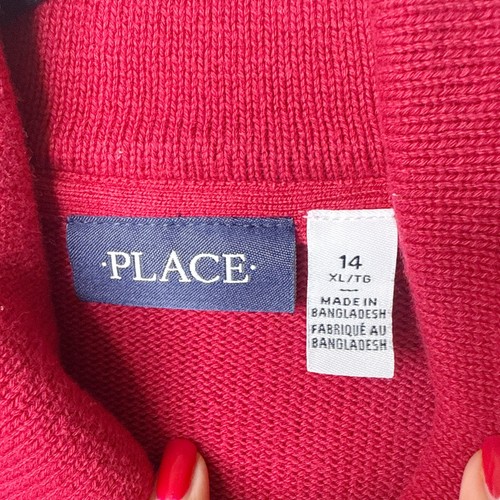 ·PLACE·
14
XL/TG
MADE IN
BANGLADESH
FABRIQUÉ AU
BANGLADESH